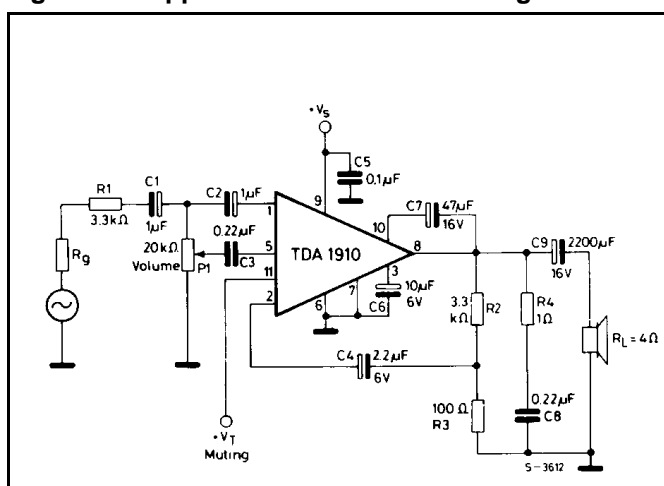 +Vs
C5
0.1µF
R1
3.3kΩ
C1
1µF
C2
1µF
9
1
C7
47µF
16V
10
Rg
20kΩ
Volume
P1
0.22µF
C3
5
11
2
TDA 1910
8
3
10µF
6V
C6
7
6
C9
2200µF
16V
3.3
kΩ
R2
R4
1Ω
RL=4Ω
C4
2.2µF
6V
100Ω
R3
0.22µF
C8
+VT
Muting
S-3612